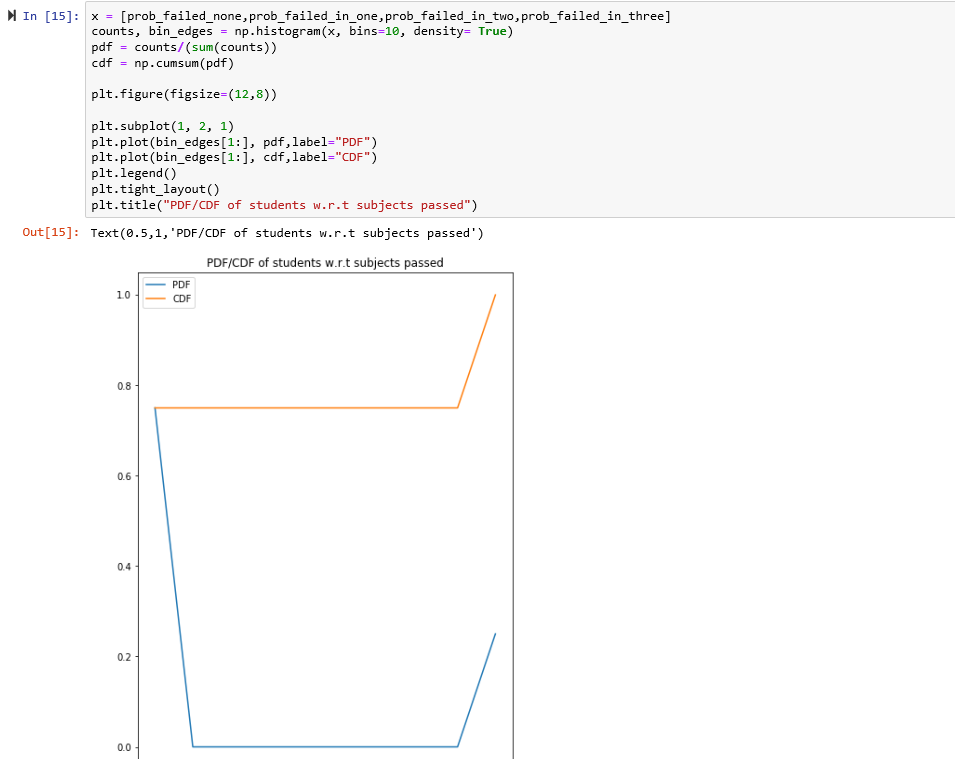 In [15]: x = [prob_failed_none,prob_failed_in_one,prob_failed_in_two,prob_failed_in_three]
counts, bin_edges = np.histogram(x, bins=10, density= True)
pdf = counts/(sum(counts))
cdf = np.cumsum(pdf)
plt.figure(figsize=(12,8))
plt.subplot(1, 2, 1)
plt.plot(bin_edges[1:], pdf,label="PDF")
plt.plot(bin_edges[1:], cdf,label="CDF")
plt.legend()
plt.tight_layout()
plt.title("PDF/CDF of students w.r.t subjects passed")
Out[15]: Text(0.5,1,'PDF/CDF of students w.r.t subjects passed')
PDF/CDF of students w.r.t subjects passed
PDF
CDF
1.0
0.8
0.6
0.4
0.2
0.0